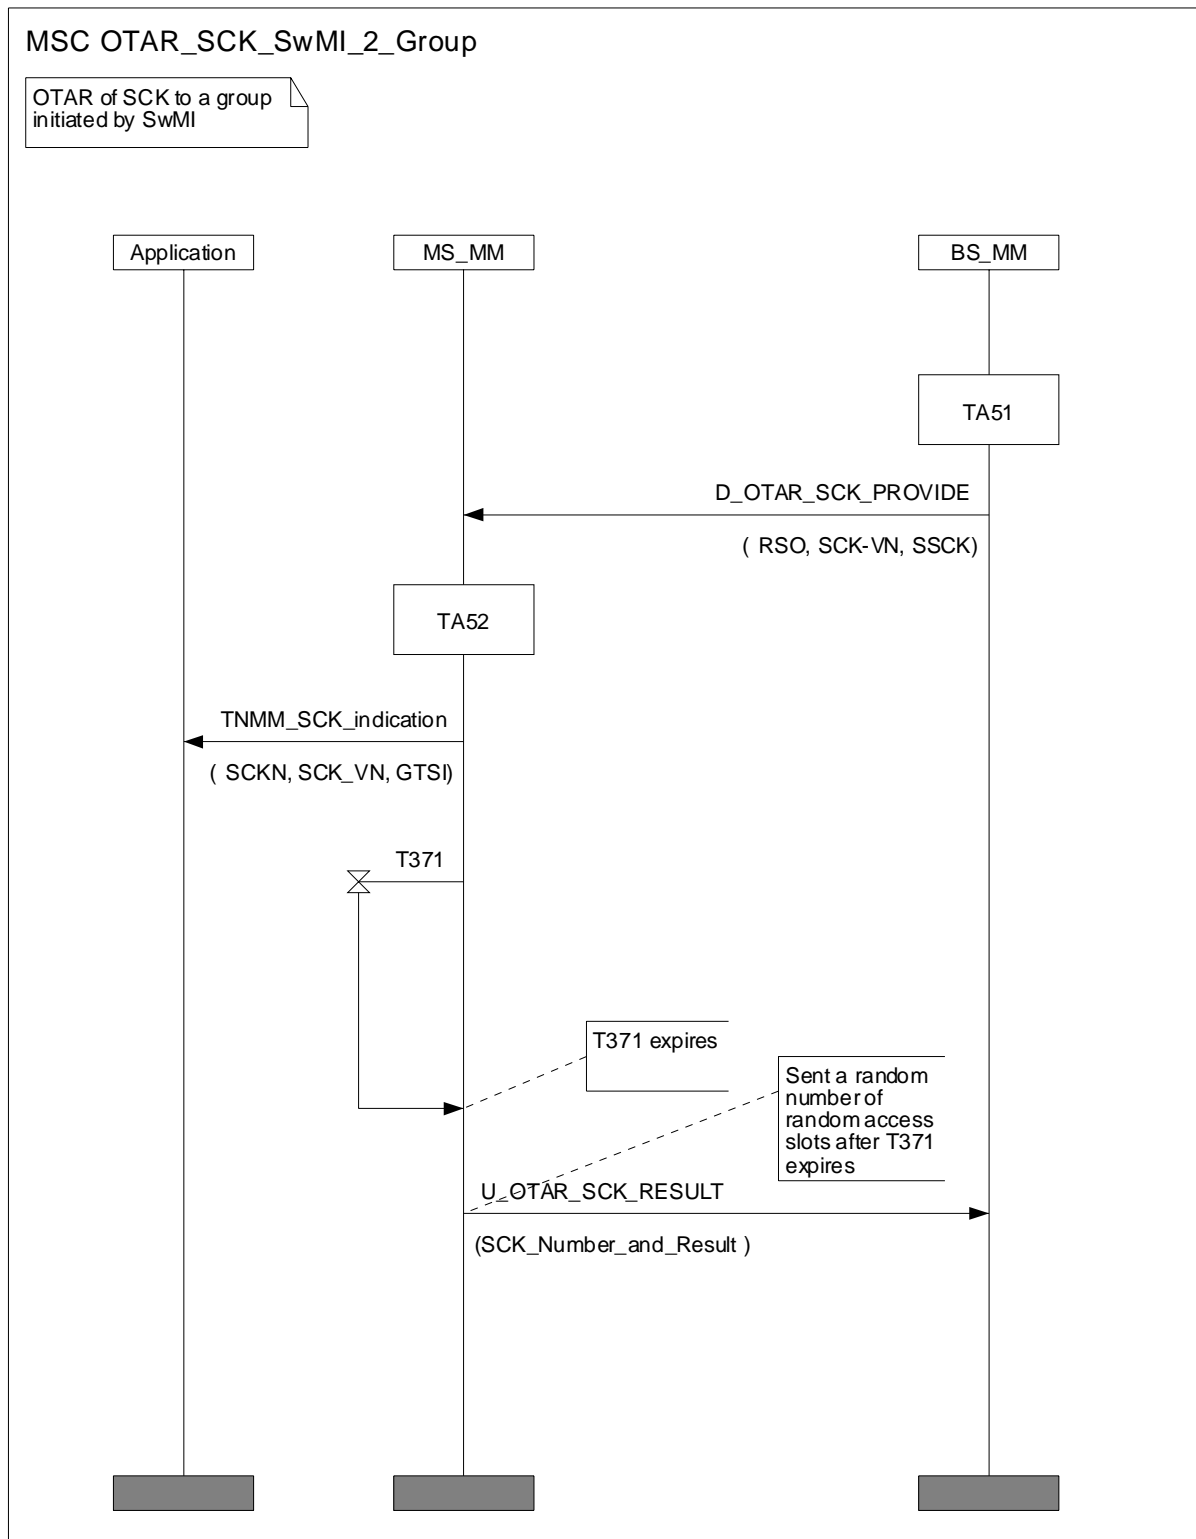 MSC OTAR_SCK_SwMI_2_Group
OTAR of SCK to a group
initiated by SwMI
Application
MS_MM
BS_MM
TA51
D_OTAR_SCK_PROVIDE
( RSO, SCK-VN, SSCK)
TA52
TNMM_SCK_indication
( SCKN, SCK_VN, GTSI)
T371
T371 expires
Sent a random
number of
random access
slots after T371
expires
U_OTAR_SCK_RESULT
(SCK_Number_and_Result )